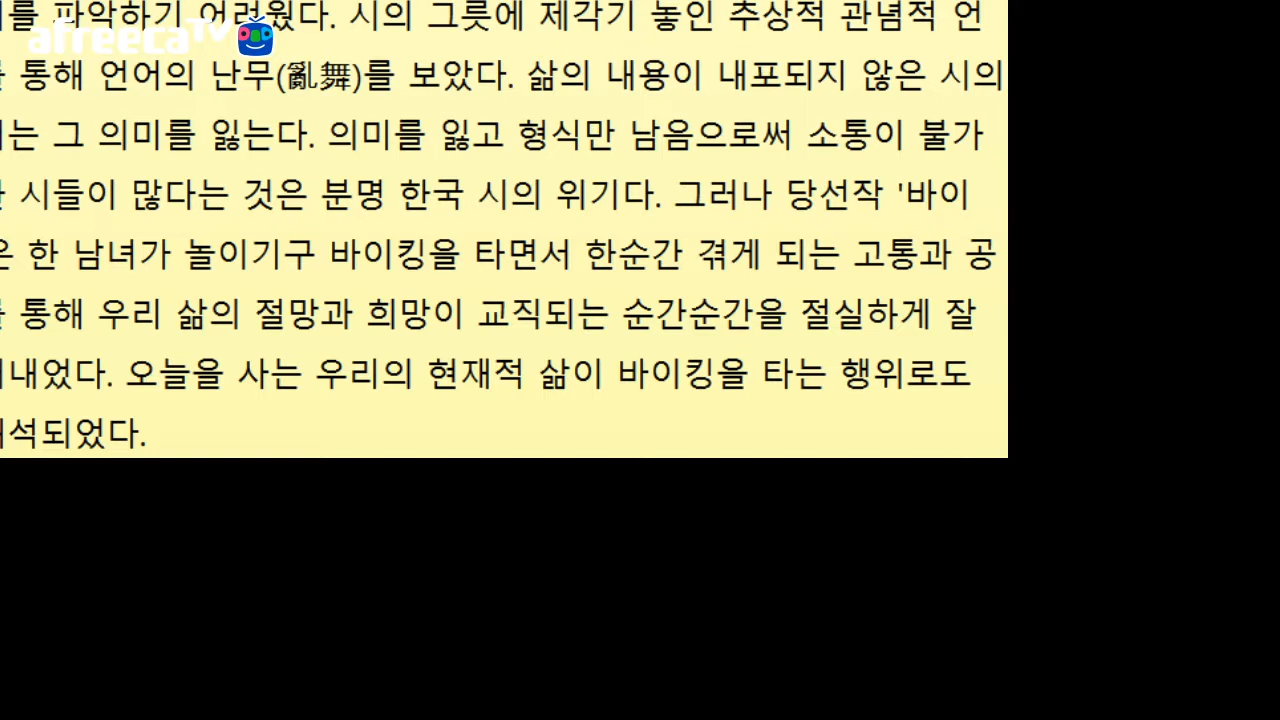 를 파악하기 어려웠다. 시의 그릇에 제각기 놓인 추상적 관념적 언
afreecaTV
통해 언어의 난무(亂舞)를 보았다. 삶의 내용이 내포되지 않은 시의
는 그 의미를 잃는다. 의미를 잃고 형식만 남음으로써 소통이 불가
시들이 많다는 것은 분명 한국 시의 위기다. 그러나 당선작 '바이
은 한 남녀가 놀이기구 바이킹을 타면서 한순간 겪게 되는 고통과 공
통해 우리 삶의 절망과 희망이 교직되는 순간순간을 절실하게 잘
내었다. 오늘을 사는 우리의 현재적 삶이 바이킹을 타는 행위로도
석되었다.